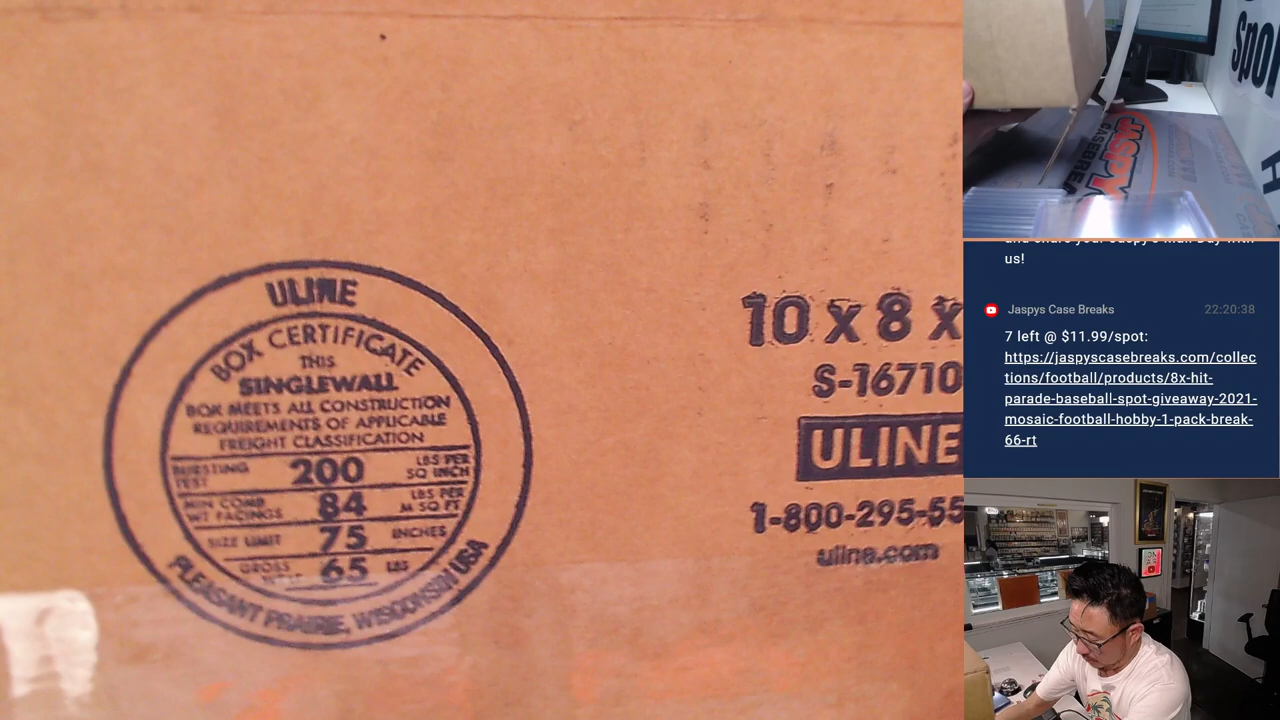 ULINE
BOX CERTIFICATE
THIS
SINGLEWALL
BOX MEETS ALL CONSTRUCTION
REQUIREMENTS OF APPLICABLE
FREIGHT CLASSIFICATION
BURSTING TEST 200 LBS PER SQ INCH
MIN COMB WT FACINGS 84 LBS PER M SQ FT
SIZE LIMIT 75 INCHES
GROSS 65 LBS
PLEASANT PRAIRIE, WISCONSIN USA
10 x 8 x
S-16710
ULINE
1-800-295-55
uline.com
Spor
JASPY
CASEBREA
and share your Jaspy's Mail Day with
us!
Jaspys Case Breaks 22:20:38
7 left @ $11.99/spot:
https://jaspyscasebreaks.com/collec
tions/football/products/8x-hit-
parade-baseball-spot-giveaway-2021-
mosaic-football-hobby-1-pack-break-
66-rt